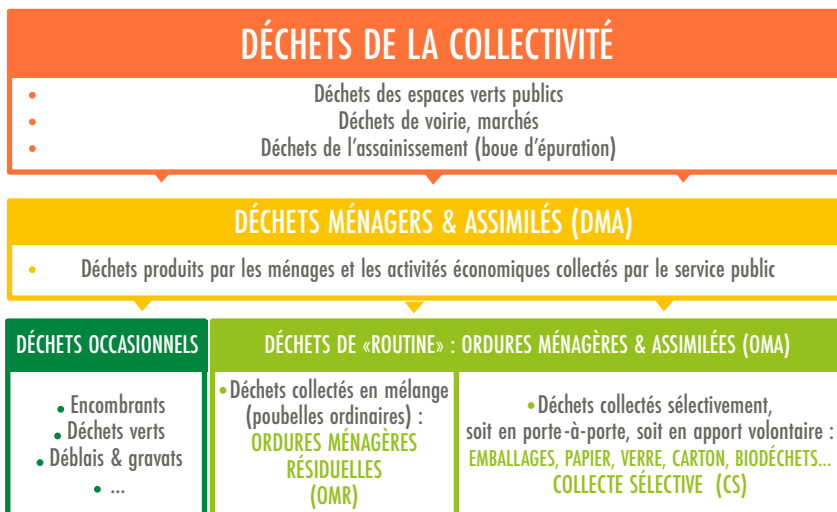 DÉCHETS DE LA COLLECTIVITÉ
• Déchets des espaces verts publics
• Déchets de voirie, marchés
• Déchets de l'assainissement (boue d'épuration)
DÉCHETS MÉNAGERS & ASSIMILÉS (DMA)
• Déchets produits par les ménages et les activités économiques collectés par le service public
DÉCHETS OCCASIONNELS
• Encombrants
• Déchets verts
• Déblais & gravats
• ...
DÉCHETS DE «ROUTINE» : ORDURES MÉNAGÈRES & ASSIMILÉES (OMA)
• Déchets collectés en mélange
(poubelles ordinaires) :
ORDURES MÉNAGÈRES
RÉSIDUELLES
(OMR)
• Déchets collectés sélectivement,
soit en porte-à-porte, soit en apport volontaire :
EMBALLAGES, PAPIER, VERRE, CARTON, BIODÉCHETS...
COLLECTE SÉLECTIVE (CS)